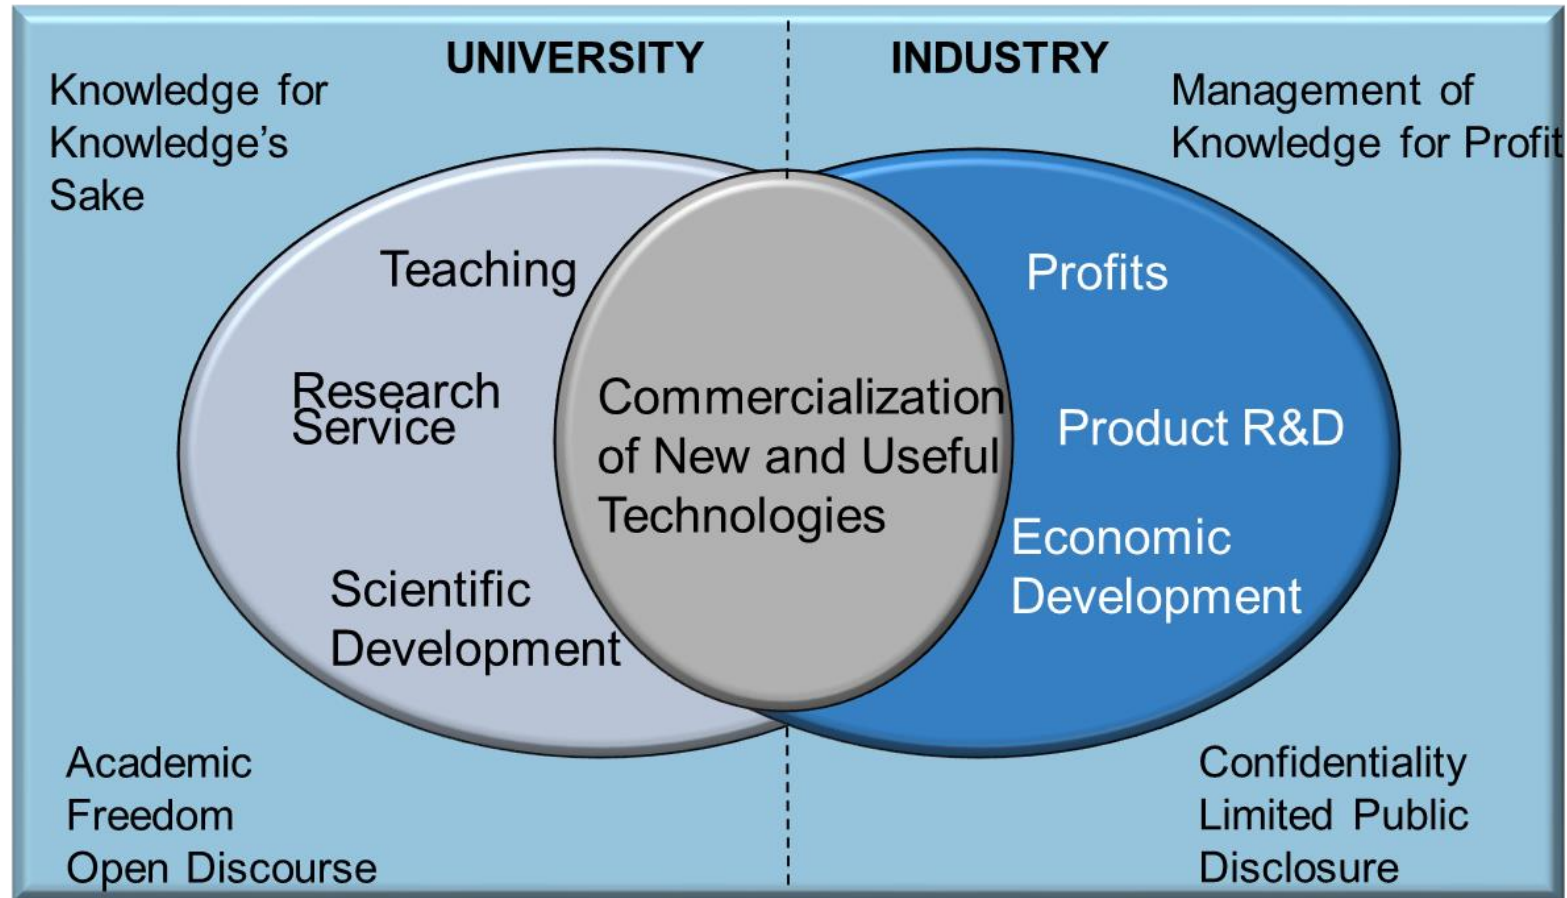 UNIVERSITY
INDUSTRY
Knowledge for
Knowledge’s
Sake
Management of
Knowledge for Profit
Teaching
Research
Service
Scientific
Development
Commercialization
of New and Useful
Technologies
Profits
Product R&D
Economic
Development
Academic
Freedom
Open Discourse
Confidentiality
Limited Public
Disclosure